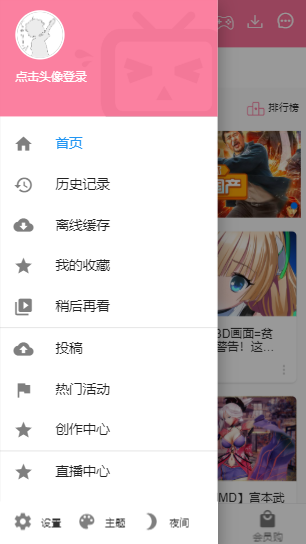 点击头像登录
排行榜
首页
历史记录
离线缓存
我的收藏
稍后再看
3D画面=贫
警告！这…
投稿
热门活动
创作中心
直播中心
MD】宫本武
设置
主题
夜间
会员购